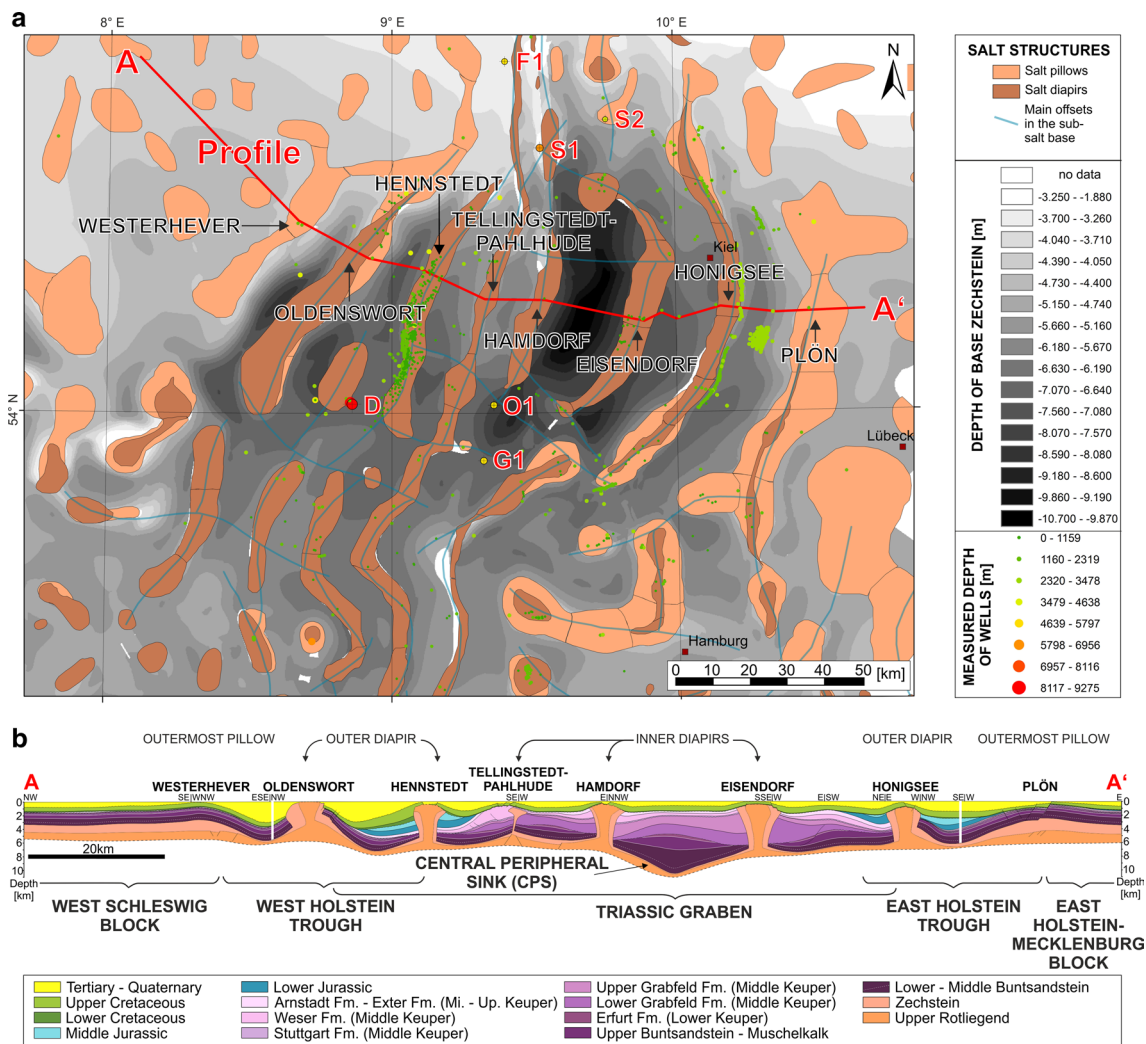 a
8° E
9° E
10° E
54° N
A
Profile
F1
N
S2
S1
HENNSTEDT
TELLINGSTEDT-
PAHLHUDE
WESTERHEVER
Kiel
HONIGSEE
OLDENSWORT
HAMDORF
A‘
EISENDORF
PLÖN
D
O1
G1
Lübeck
Hamburg
0 10 20 30 40 50 [km]
SALT STRUCTURES
Salt pillows
Salt diapirs
Main offsets
in the sub-
salt base
DEPTH OF BASE ZECHSTEIN [m]
no data
-3.250 - -1.880
-3.700 - -3.260
-4.040 - -3.710
-4.390 - -4.050
-4.730 - -4.400
-5.150 - -4.740
-5.660 - -5.160
-6.180 - -5.670
-6.630 - -6.190
-7.070 - -6.640
-7.560 - -7.080
-8.070 - -7.570
-8.590 - -8.080
-9.180 - -8.600
-9.860 - -9.190
-10.700 - -9.870
MEASURED DEPTH
OF WELLS [m]
0 - 1159
1160 - 2319
2320 - 3478
3479 - 4638
4639 - 5797
5798 - 6956
6957 - 8116
8117 - 9275
b
OUTERMOST PILLOW
OUTER DIAPIR
INNER DIAPIRS
OUTER DIAPIR
OUTERMOST PILLOW
A
WESTERHEVER
OLDENSWORT
HENNSTEDT
TELLINGSTEDT-
PAHLHUDE
HAMDORF
EISENDORF
HONIGSEE
PLÖN
A‘
NW
SE|WNW
ESE|NW
SE|W
E|NNW
SSE|W
E|SW
NE|E
W|NW
SE|W
E
0
2
4
6
8
10
Depth
[km]
20km
CENTRAL PERIPHERAL
SINK (CPS)
0
2
4
6
8
10
Depth
[km]
WEST SCHLESWIG
BLOCK
WEST HOLSTEIN
TROUGH
TRIASSIC GRABEN
EAST HOLSTEIN
TROUGH
EAST
HOLSTEIN-
MECKLENBURG
BLOCK
Tertiary - Quaternary
Upper Cretaceous
Lower Cretaceous
Middle Jurassic
Lower Jurassic
Arnstadt Fm. - Exter Fm. (Mi. - Up. Keuper)
Weser Fm. (Middle Keuper)
Stuttgart Fm. (Middle Keuper)
Upper Grabfeld Fm. (Middle Keuper)
Lower Grabfeld Fm. (Middle Keuper)
Erfurt Fm. (Lower Keuper)
Upper Buntsandstein - Muschelkalk
Lower - Middle Buntsandstein
Zechstein
Upper Rotliegend